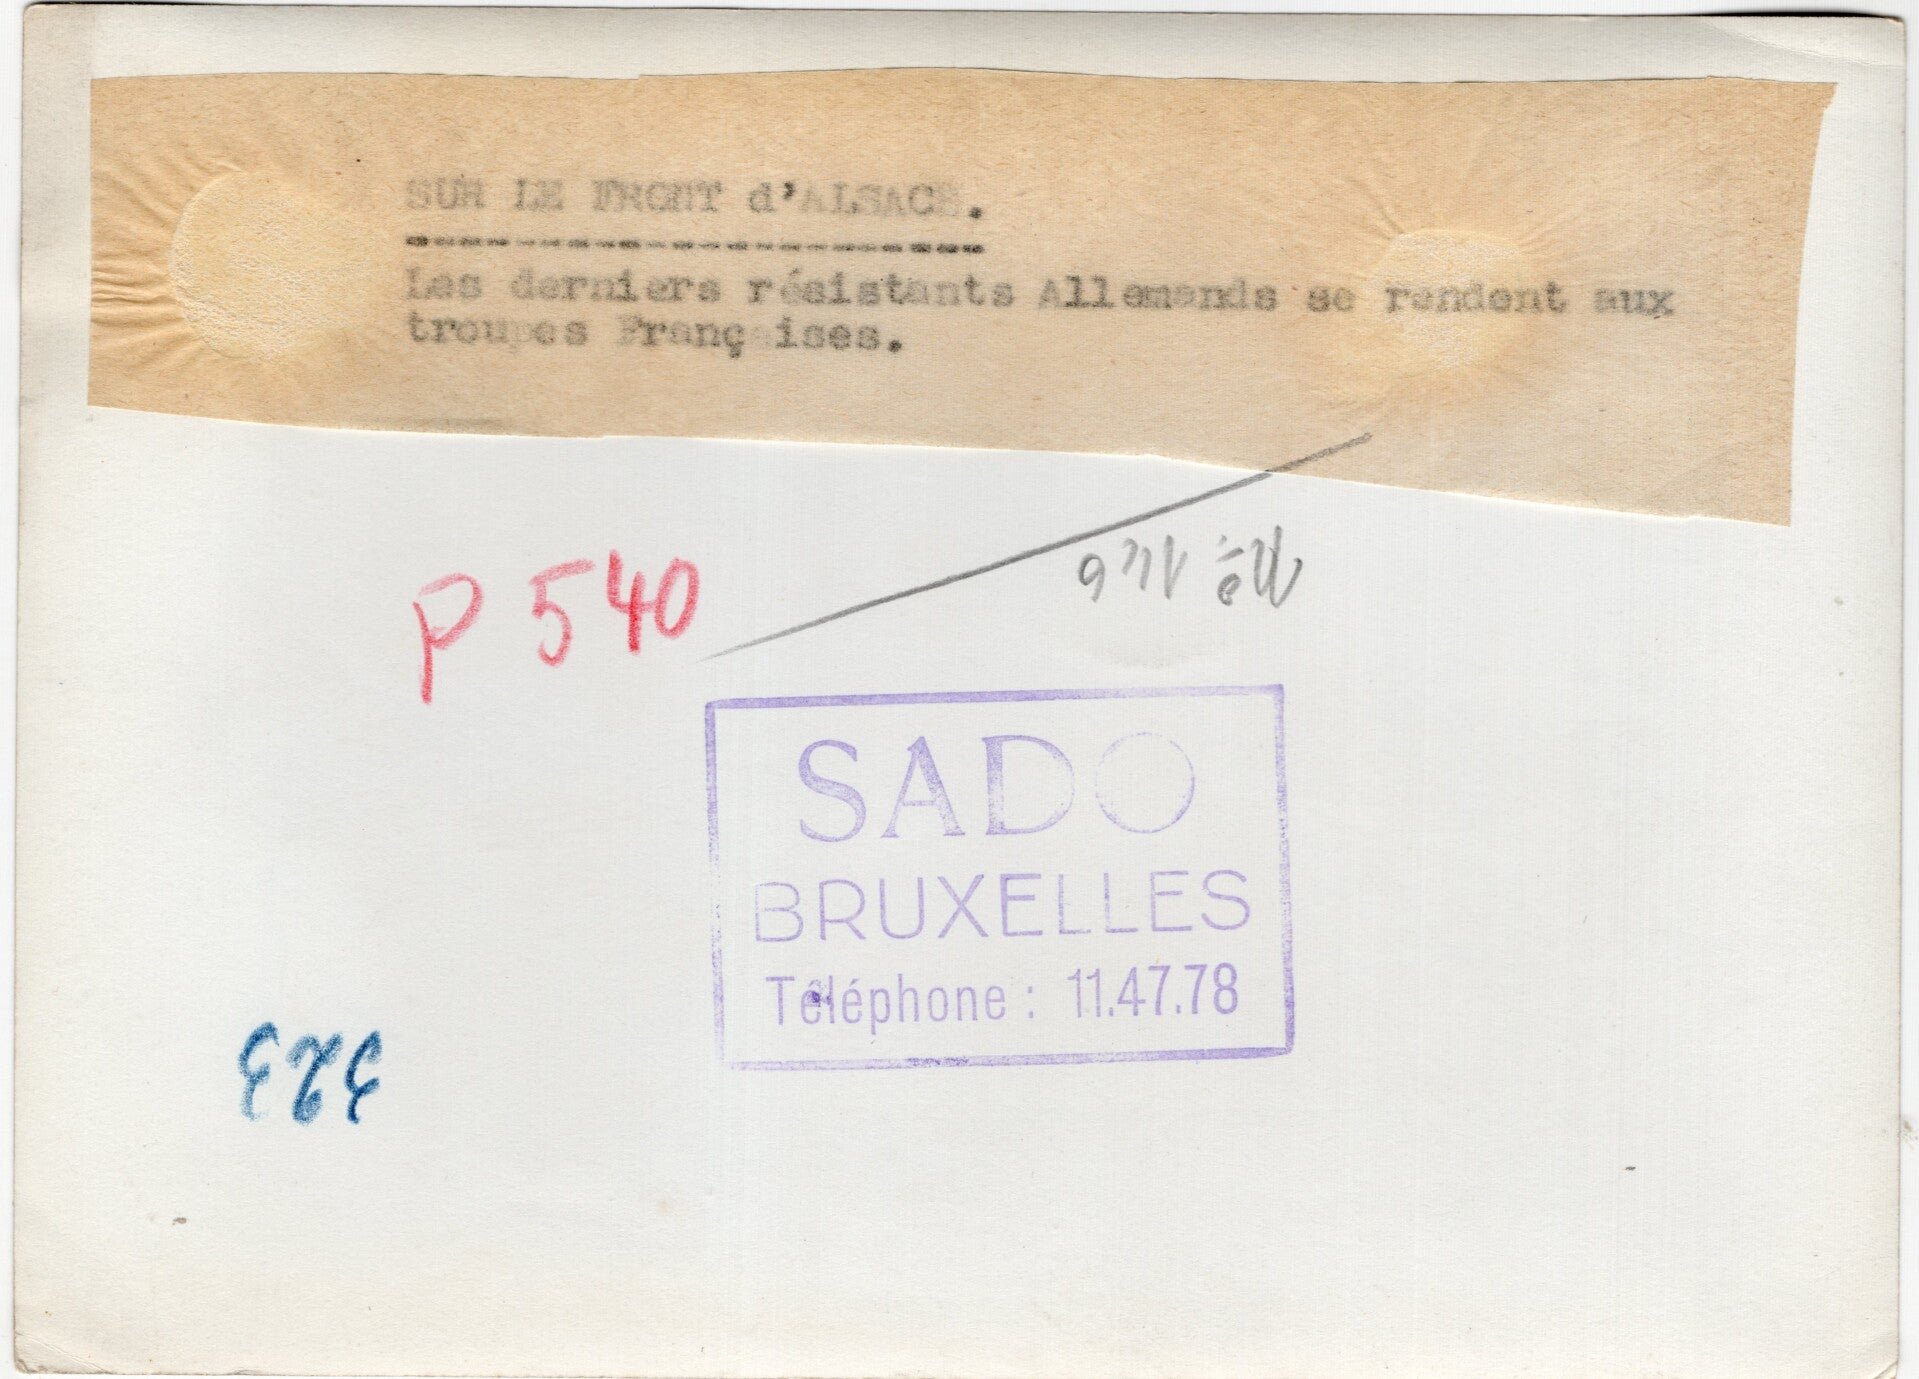 SUR LE FRONT d'ALSACE.
Les derniers résistants Allemands se rendent aux
troupes Françaises.
P 540
SADO
BRUXELLES
Téléphone : 11.47.78
323